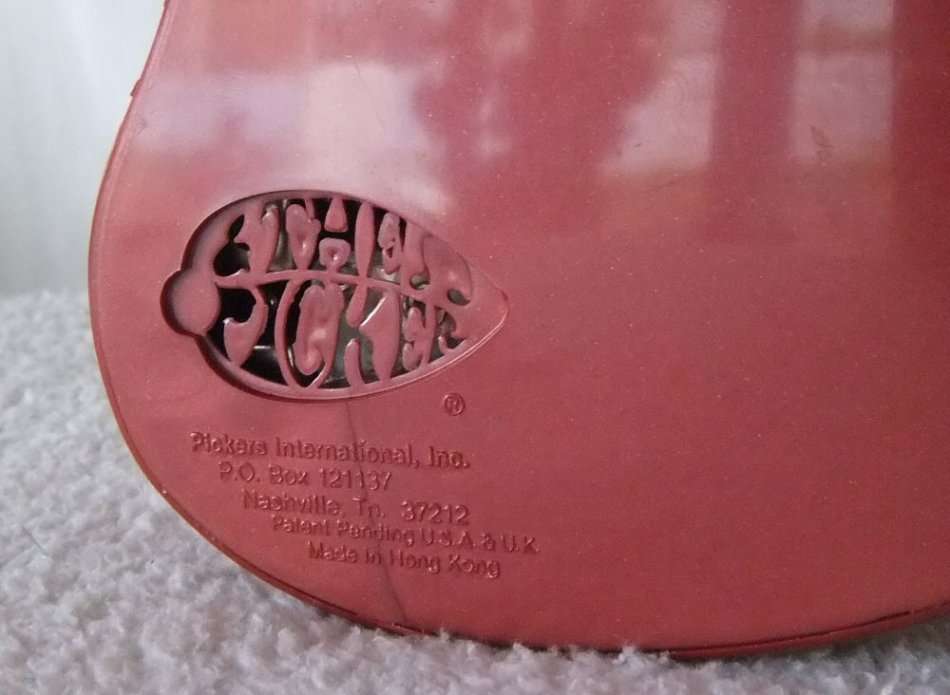 ®
Pickers International, Inc.
P.O. Box 121137
Nashville, Tn. 37212
Patent Pending U.S.A. & U.K.
Made in Hong Kong